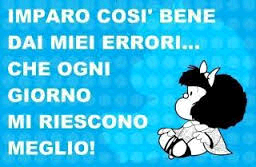 IMPARO COSI' BENE
DAI MIEI ERRORI...
CHE OGNI
GIORNO
MI RIESCONO
MEGLIO!